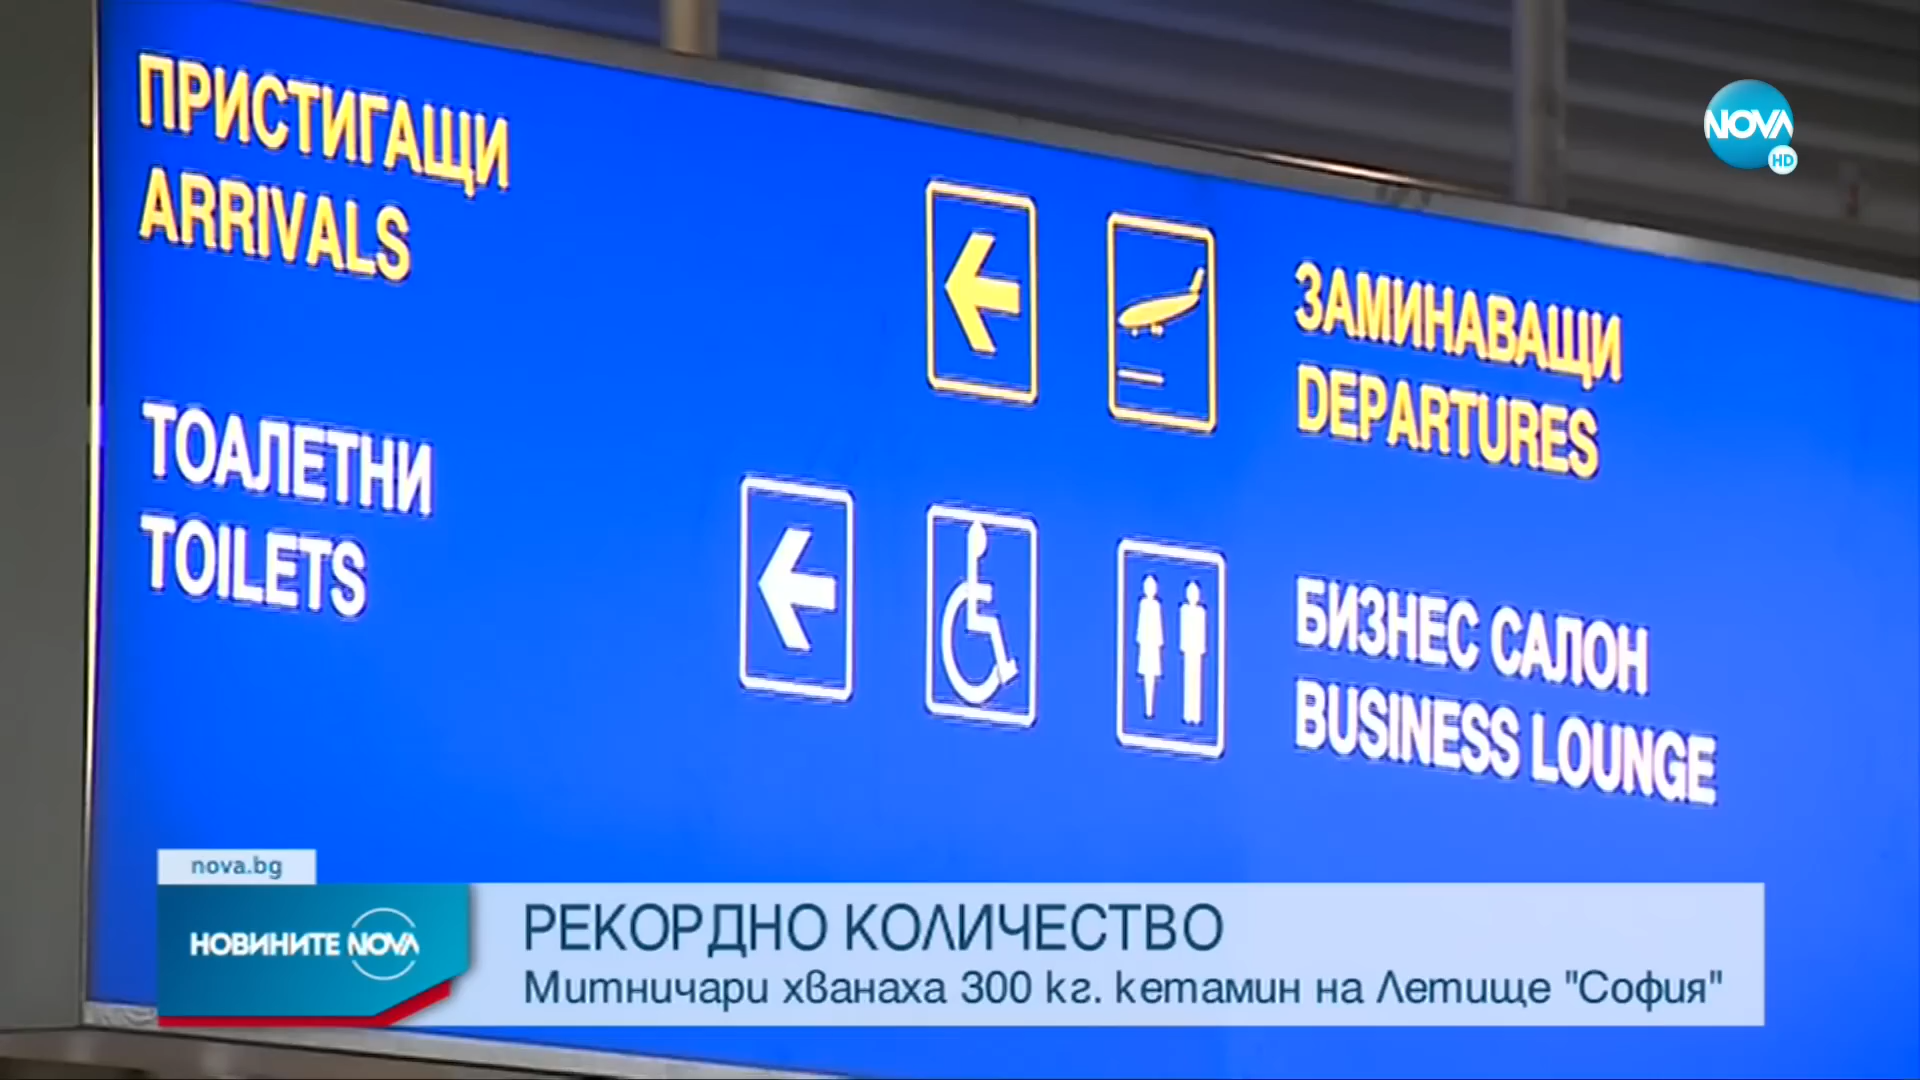 ПРИСТИГАЩИ
ARRIVALS
ЗАМИНАВАЩИ
DEPARTURES
ТОАЛЕТНИ
TOILETS
БИЗНЕС САЛОН
BUSINESS LOUNGE
NOVA
HD
nova.bg
НОВИНИТЕ NOVA
РЕКОРДНО КОЛИЧЕСТВО
Митничари хванаха 300 кг. кетамин на Летище "София"